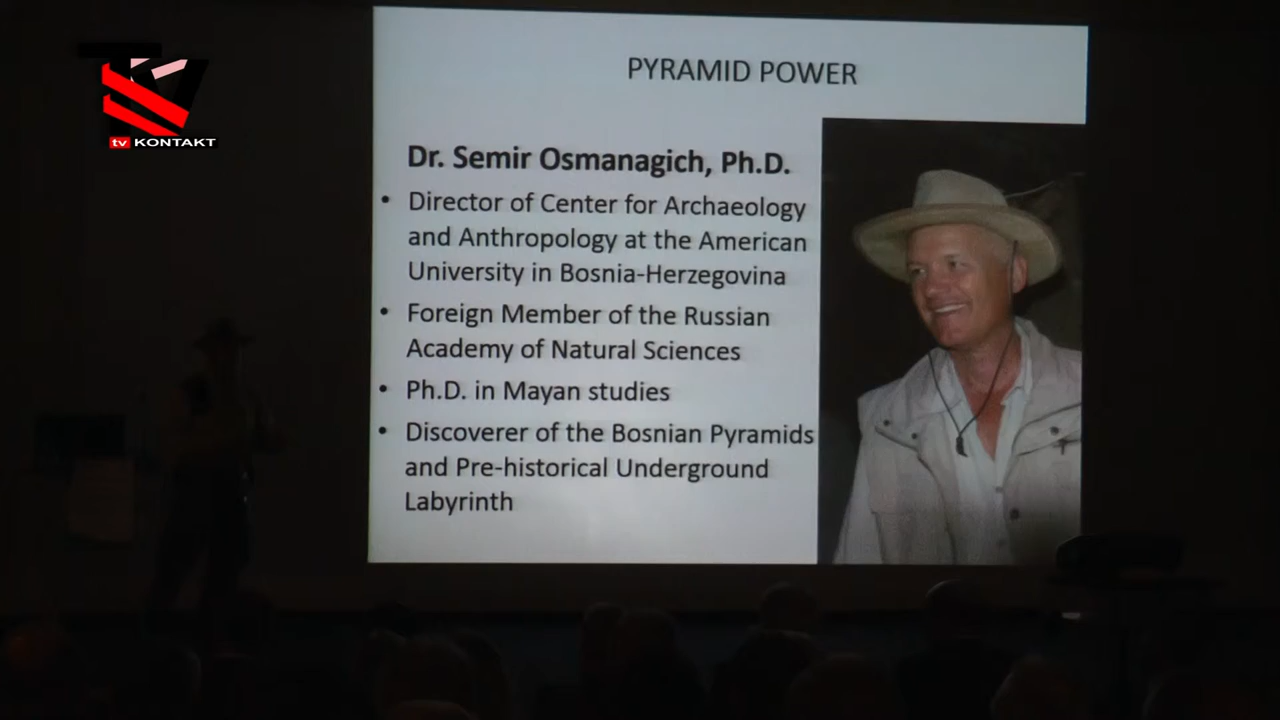 tv KONTAKT
PYRAMID POWER
Dr. Semir Osmanagich, Ph.D.
• Director of Center for Archaeology
and Anthropology at the American
University in Bosnia-Herzegovina
• Foreign Member of the Russian
Academy of Natural Sciences
• Ph.D. in Mayan studies
• Discoverer of the Bosnian Pyramids
and Pre-historical Underground
Labyrinth